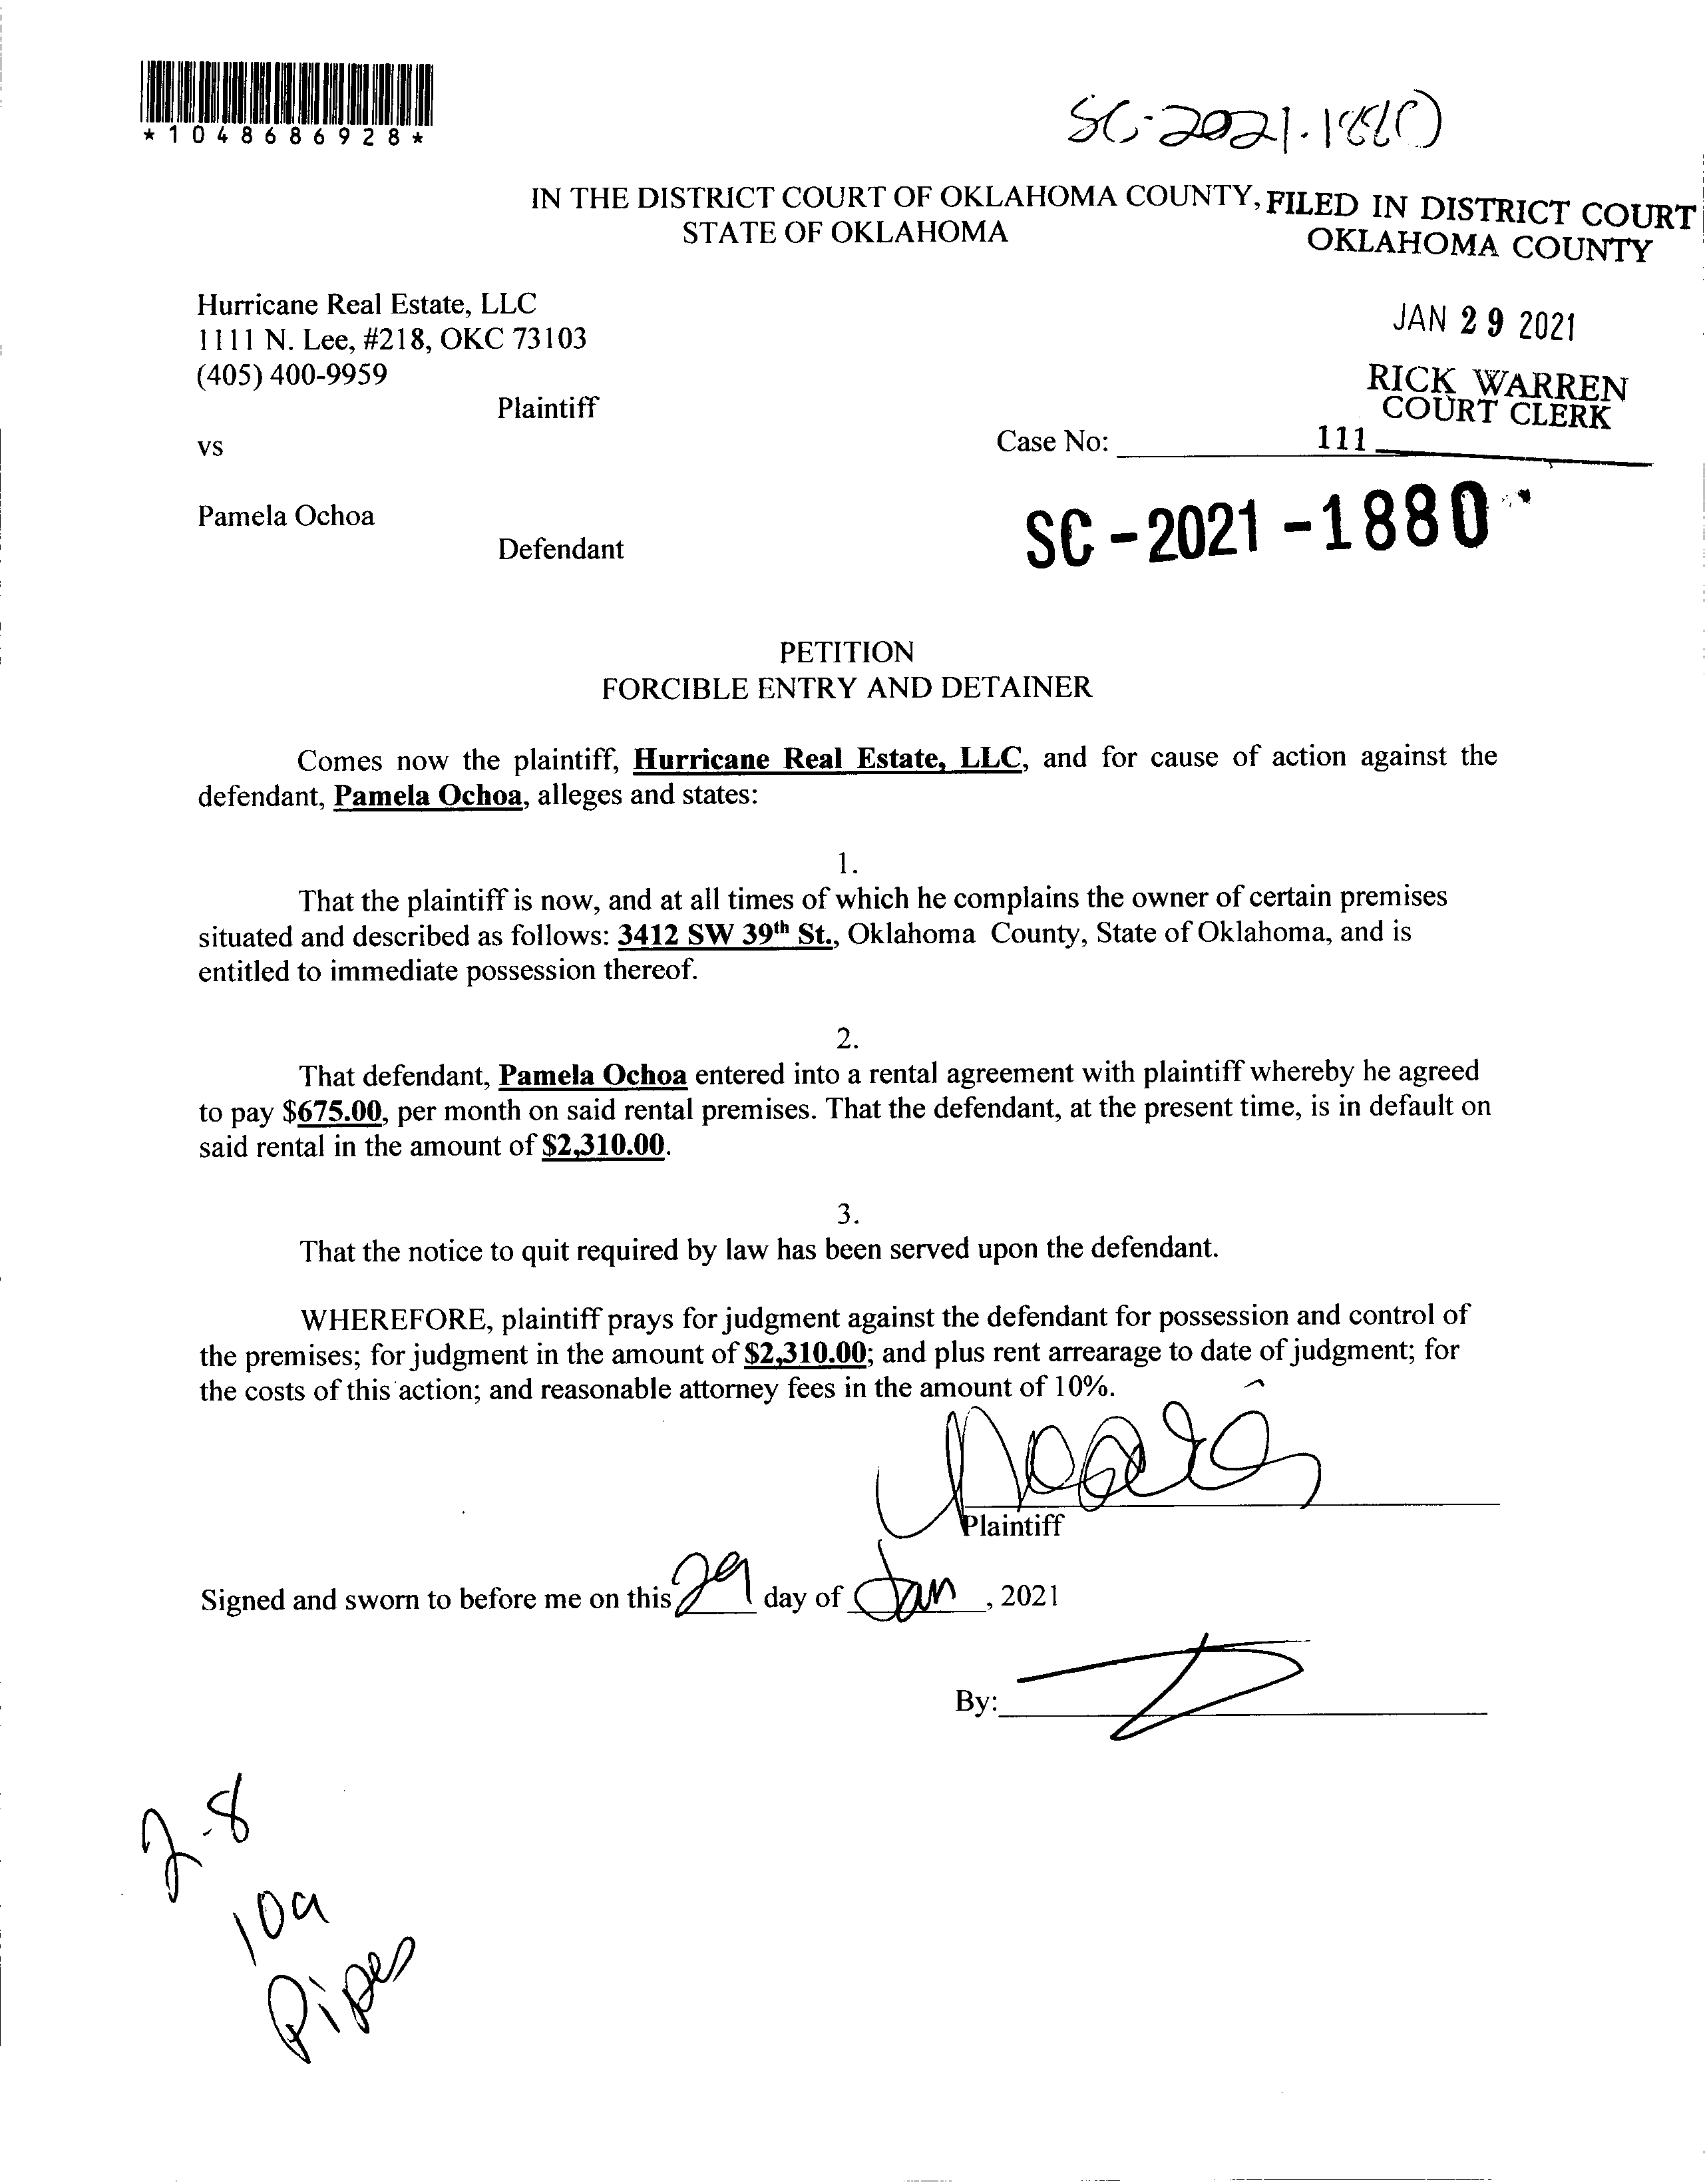 *1048686928*
SC-2021-1880
IN THE DISTRICT COURT OF OKLAHOMA COUNTY,
STATE OF OKLAHOMA
FILED IN DISTRICT COURT
OKLAHOMA COUNTY
JAN 29 2021
RICK WARREN
COURT CLERK
111
Hurricane Real Estate, LLC
1111 N. Lee, #218, OKC 73103
(405) 400-9959
Plaintiff
vs
Case No:
SC-2021-1880
Pamela Ochoa
Defendant
PETITION
FORCIBLE ENTRY AND DETAINER
Comes now the plaintiff, Hurricane Real Estate, LLC, and for cause of action against the
defendant, Pamela Ochoa, alleges and states:
1.
That the plaintiff is now, and at all times of which he complains the owner of certain premises
situated and described as follows: 3412 SW 39th St., Oklahoma County, State of Oklahoma, and is
entitled to immediate possession thereof.
2.
That defendant, Pamela Ochoa entered into a rental agreement with plaintiff whereby he agreed
to pay $675.00, per month on said rental premises. That the defendant, at the present time, is in default on
said rental in the amount of $2,310.00.
3.
That the notice to quit required by law has been served upon the defendant.
WHEREFORE, plaintiff prays for judgment against the defendant for possession and control of
the premises; for judgment in the amount of $2,310.00; and plus rent arrearage to date of judgment; for
the costs of this action; and reasonable attorney fees in the amount of 10%.
Plaintiff
Signed and sworn to before me on this 29 day of Jan, 2021
By:
2-8
10a
Pipes